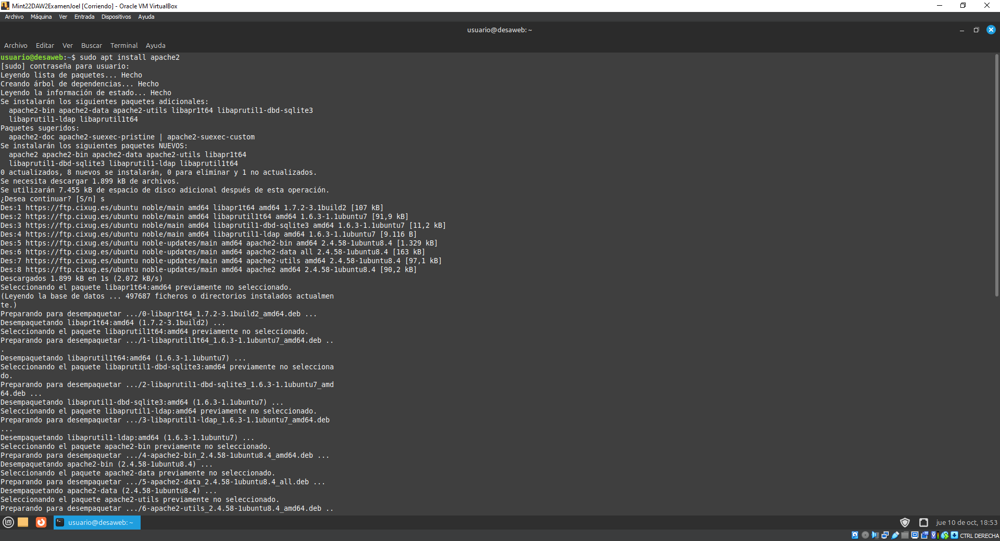 Mint22DAW2ExamenJoel [Corriendo] - Oracle VM VirtualBox
Archivo Máquina Ver Entrada Dispositivos Ayuda
usuario@desaweb: ~
Archivo Editar Ver Buscar Terminal Ayuda
usuario@desaweb:~$ sudo apt install apache2
[sudo] contraseña para usuario:
Leyendo lista de paquetes... Hecho
Creando árbol de dependencias... Hecho
Leyendo la información de estado... Hecho
Se instalarán los siguientes paquetes adicionales:
  apache2-bin apache2-data apache2-utils libapr1t64 libaprutil1-dbd-sqlite3
  libaprutil1-ldap libaprutil1t64
Paquetes sugeridos:
  apache2-doc apache2-suexec-pristine | apache2-suexec-custom
Se instalarán los siguientes paquetes NUEVOS:
  apache2 apache2-bin apache2-data apache2-utils libapr1t64
  libaprutil1-dbd-sqlite3 libaprutil1-ldap libaprutil1t64
0 actualizados, 8 nuevos se instalarán, 0 para eliminar y 1 no actualizados.
Se necesita descargar 1.899 kB de archivos.
Se utilizarán 7.455 kB de espacio de disco adicional después de esta operación.
¿Desea continuar? [S/n] s
Des:1 https://ftp.cixug.es/ubuntu noble/main amd64 libapr1t64 amd64 1.7.2-3.1build2 [107 kB]
Des:2 https://ftp.cixug.es/ubuntu noble/main amd64 libaprutil1t64 amd64 1.6.3-1.1ubuntu7 [91,9 kB]
Des:3 https://ftp.cixug.es/ubuntu noble/main amd64 libaprutil1-dbd-sqlite3 amd64 1.6.3-1.1ubuntu7 [11,2 kB]
Des:4 https://ftp.cixug.es/ubuntu noble/main amd64 libaprutil1-ldap amd64 1.6.3-1.1ubuntu7 [9.116 B]
Des:5 https://ftp.cixug.es/ubuntu noble-updates/main amd64 apache2-bin amd64 2.4.58-1ubuntu8.4 [1.329 kB]
Des:6 https://ftp.cixug.es/ubuntu noble-updates/main amd64 apache2-data all 2.4.58-1ubuntu8.4 [163 kB]
Des:7 https://ftp.cixug.es/ubuntu noble-updates/main amd64 apache2-utils amd64 2.4.58-1ubuntu8.4 [97,1 kB]
Des:8 https://ftp.cixug.es/ubuntu noble-updates/main amd64 apache2 amd64 2.4.58-1ubuntu8.4 [90,2 kB]
Descargados 1.899 kB en 1s (2.072 kB/s)
Seleccionando el paquete libapr1t64:amd64 previamente no seleccionado.
(Leyendo la base de datos ... 497687 ficheros o directorios instalados actualmen
te.)
Preparando para desempaquetar .../0-libapr1t64_1.7.2-3.1build2_amd64.deb ...
Desempaquetando libapr1t64:amd64 (1.7.2-3.1build2) ...
Seleccionando el paquete libaprutil1t64:amd64 previamente no seleccionado.
Preparando para desempaquetar .../1-libaprutil1t64_1.6.3-1.1ubuntu7_amd64.deb ..
.
Desempaquetando libaprutil1t64:amd64 (1.6.3-1.1ubuntu7) ...
Seleccionando el paquete libaprutil1-dbd-sqlite3:amd64 previamente no selecciona
do.
Preparando para desempaquetar .../2-libaprutil1-dbd-sqlite3_1.6.3-1.1ubuntu7_amd
64.deb ...
Desempaquetando libaprutil1-dbd-sqlite3:amd64 (1.6.3-1.1ubuntu7) ...
Seleccionando el paquete libaprutil1-ldap:amd64 previamente no seleccionado.
Preparando para desempaquetar .../3-libaprutil1-ldap_1.6.3-1.1ubuntu7_amd64.deb
...
Desempaquetando libaprutil1-ldap:amd64 (1.6.3-1.1ubuntu7) ...
Seleccionando el paquete apache2-bin previamente no seleccionado.
Preparando para desempaquetar .../4-apache2-bin_2.4.58-1ubuntu8.4_amd64.deb ...
Desempaquetando apache2-bin (2.4.58-1ubuntu8.4) ...
Seleccionando el paquete apache2-data previamente no seleccionado.
Preparando para desempaquetar .../5-apache2-data_2.4.58-1ubuntu8.4_all.deb ...
Desempaquetando apache2-data (2.4.58-1ubuntu8.4) ...
Seleccionando el paquete apache2-utils previamente no seleccionado.
Preparando para desempaquetar .../6-apache2-utils_2.4.58-1ubuntu8.4_amd64.deb ..
usuario@desaweb: ~
jue 10 de oct, 18:53
CTRL DERECHA